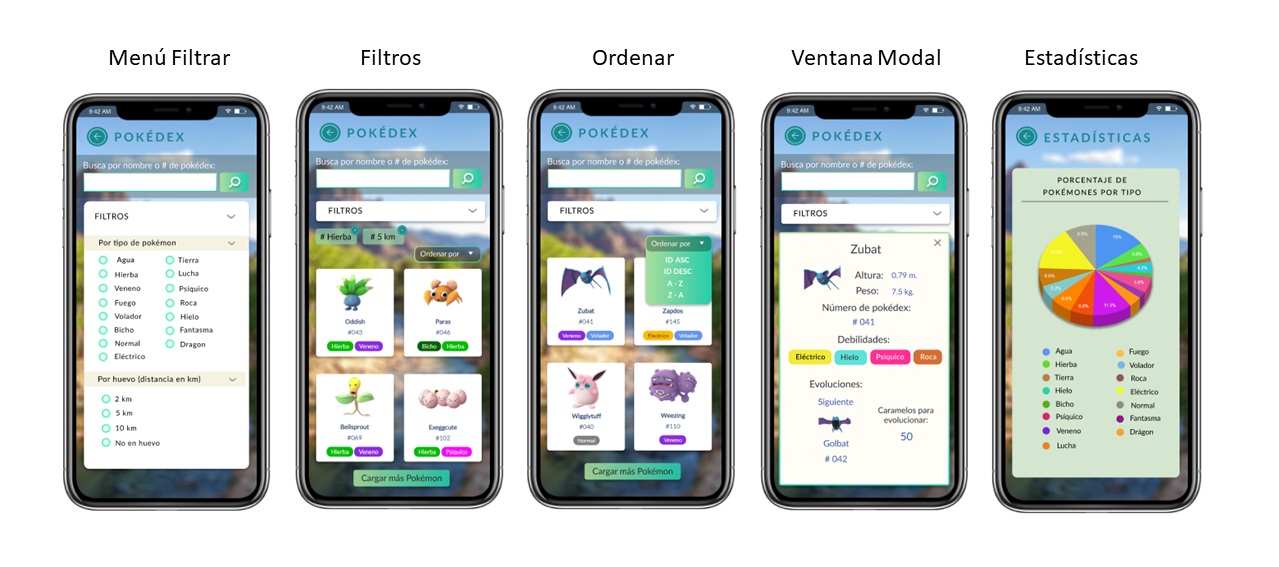 Menú Filtrar
Filtros
Ordenar
Ventana Modal
Estadísticas
9:42 AM
POKÉDEX
Busca por nombre o # de pokédex:
FILTROS
Por tipo de pokémon
Agua
Tierra
Hierba
Lucha
Veneno
Psiquico
Fuego
Roca
Volador
Hielo
Bicho
Fantasma
Normal
Dragon
Eléctrico
Por huevo (distancia en km)
2 km
5 km
10 km
No en huevo
9:42 AM
POKÉDEX
Busca por nombre o # de pokédex:
FILTROS
# Hierba
# 5 km
Ordenar por
Oddish
#043
Hierba Veneno
Paras
#046
Bicho Hierba
Bellsprout
#069
Hierba Veneno
Exeggcute
#102
Hierba Psiquico
Cargar más Pokémon
9:42 AM
POKÉDEX
Busca por nombre o # de pokédex:
FILTROS
Ordenar por
ID ASC
ID DESC
A - Z
Z - A
Zubat
#041
Veneno Volador
Zapdos
#145
Electrico Volador
Wigglytuff
#040
Normal
Weezing
#110
Veneno
Cargar más Pokémon
9:42 AM
POKÉDEX
Busca por nombre o # de pokédex:
FILTROS
Zubat
Altura: 0.79 m.
Peso: 7.5 kg.
Número de pokédex:
# 041
Debilidades:
Eléctrico Hielo Psiquico Roca
Evoluciones:
Siguiente
Golbat
# 042
Caramelos para
evolucionar:
50
9:42 AM
ESTADÍSTICAS
PORCENTAJE DE
POKÉMONES POR TIPO
11.3%
Agua
Fuego
Hierba
Volador
Tierra
Roca
Hielo
Eléctrico
Bicho
Normal
Psiquico
Fantasma
Veneno
Drágon
Lucha